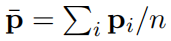 p̄ = ∑ᵢ pᵢ/n